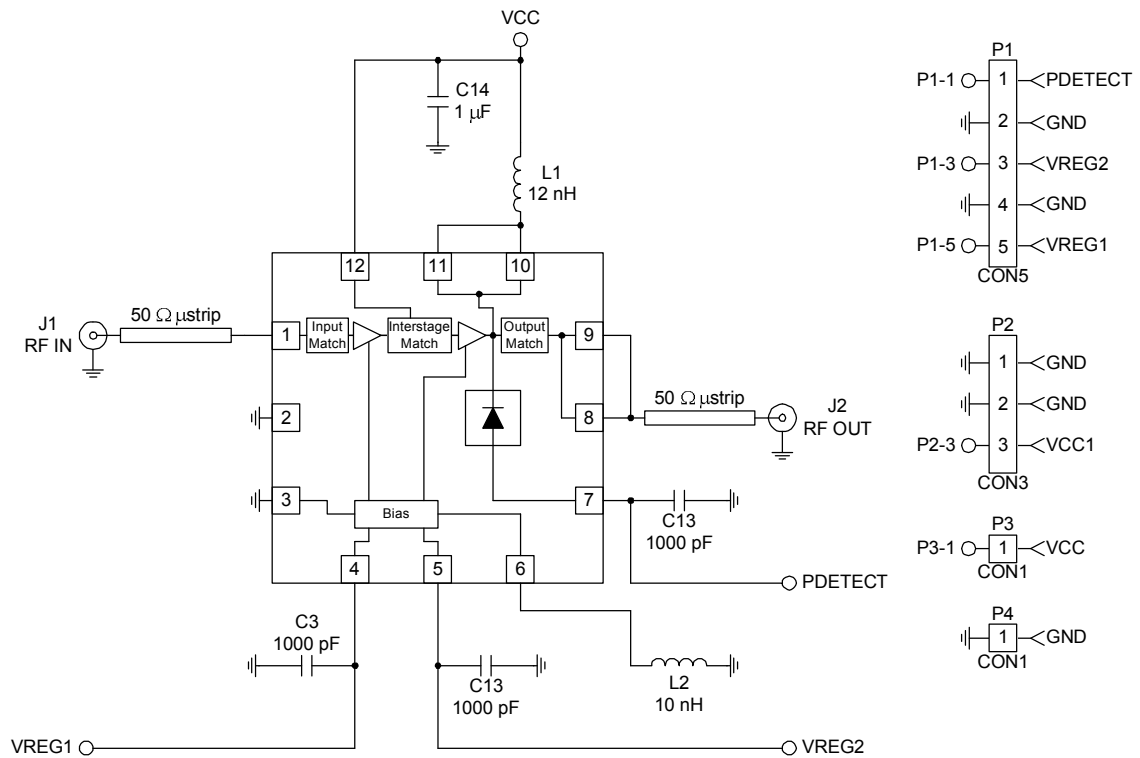 VCC
C14
1 µF
L1
12 nH
12
11
10
J1
RF IN
50 Ω µstrip
1
Input
Match
Interstage
Match
Output
Match
9
2
8
50 Ω µstrip
J2
RF OUT
3
Bias
7
C13
1000 pF
4
5
6
PDETECT
C3
1000 pF
C13
1000 pF
L2
10 nH
VREG1
VREG2
P1
P1-1 1 PDETECT
2 GND
P1-3 3 VREG2
4 GND
P1-5 5 VREG1
CON5
P2
1 GND
2 GND
P2-3 3 VCC1
CON3
P3
P3-1 1 VCC
CON1
P4
1 GND
CON1